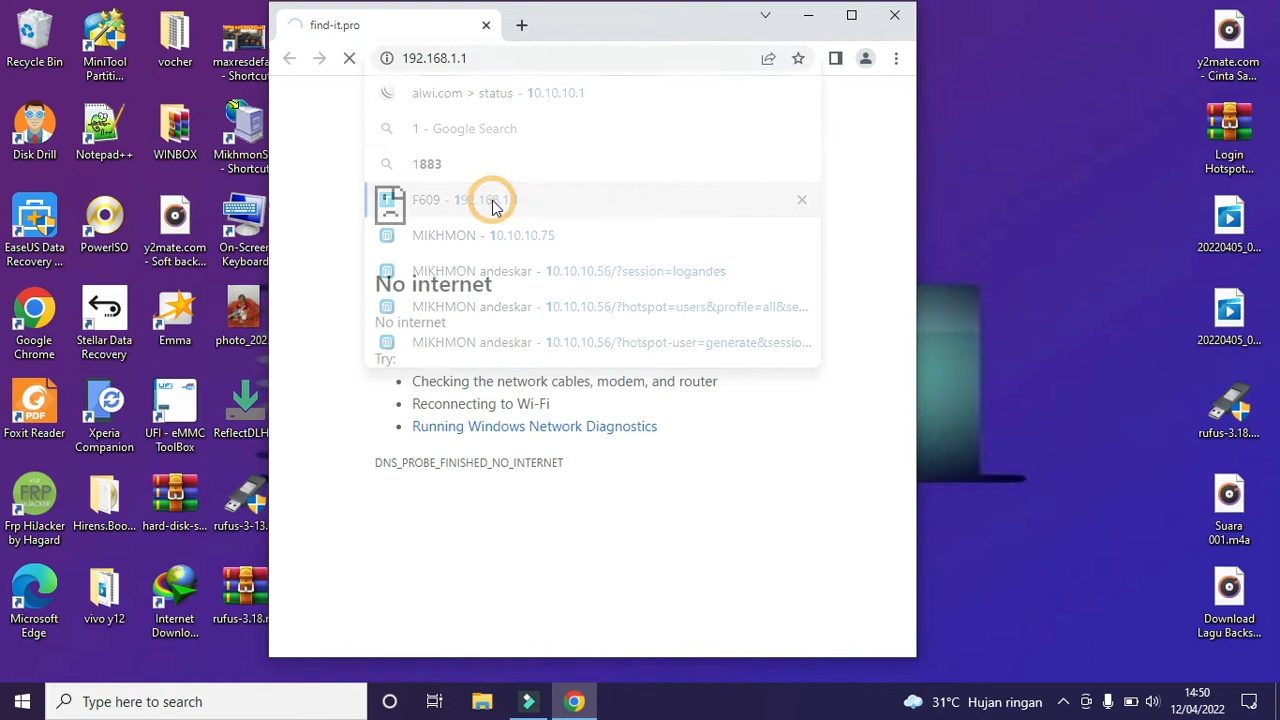 find-it.pro
192.168.1.1
alwi.com > status - 10.10.10.1
1 - Google Search
1883
F609 - 192.168.1.1
MIKHMON - 10.10.10.75
MIKHMON andeskar - 10.10.10.56/?session=logandes
No internet
MIKHMON andeskar - 10.10.10.56/?hotspot=users&profile=all&se...
No internet
MIKHMON andeskar - 10.10.10.56/?hotspot-user=generate&sessio...
Try:
Checking the network cables, modem, and router
Reconnecting to Wi-Fi
Running Windows Network Diagnostics
DNS_PROBE_FINISHED_NO_INTERNET
Recycle Bin
MiniTool
Partiti...
vocher
maxresdefa
- Shortcut
Disk Drill
Notepad++
WINBOX
MikhmonS
- Shortcut
EaseUS Data
Recovery ...
PowerISO
y2mate.com
- Soft back...
On-Screen
Keyboard
Google
Chrome
Stellar Data
Recovery
Emma
photo_202
Foxit Reader
Xperia
Companion
UFI - eMMC
ToolBox
ReflectDLH
FRP
Frp HiJacker
by Hagard
Hirens.Boo...
hard-disk-s...
rufus-3-13.
Microsoft
Edge
vivo y12
Internet
Downlo...
rufus-3.18.r
y2mate.com
- Cinta Sa...
Login
Hotspot...
20220405_0...
20220405_0...
rufus-3.18....
Suara
001.m4a
Download
Lagu Backs...
Type here to search
31°C Hujan ringan
14:50
12/04/2022